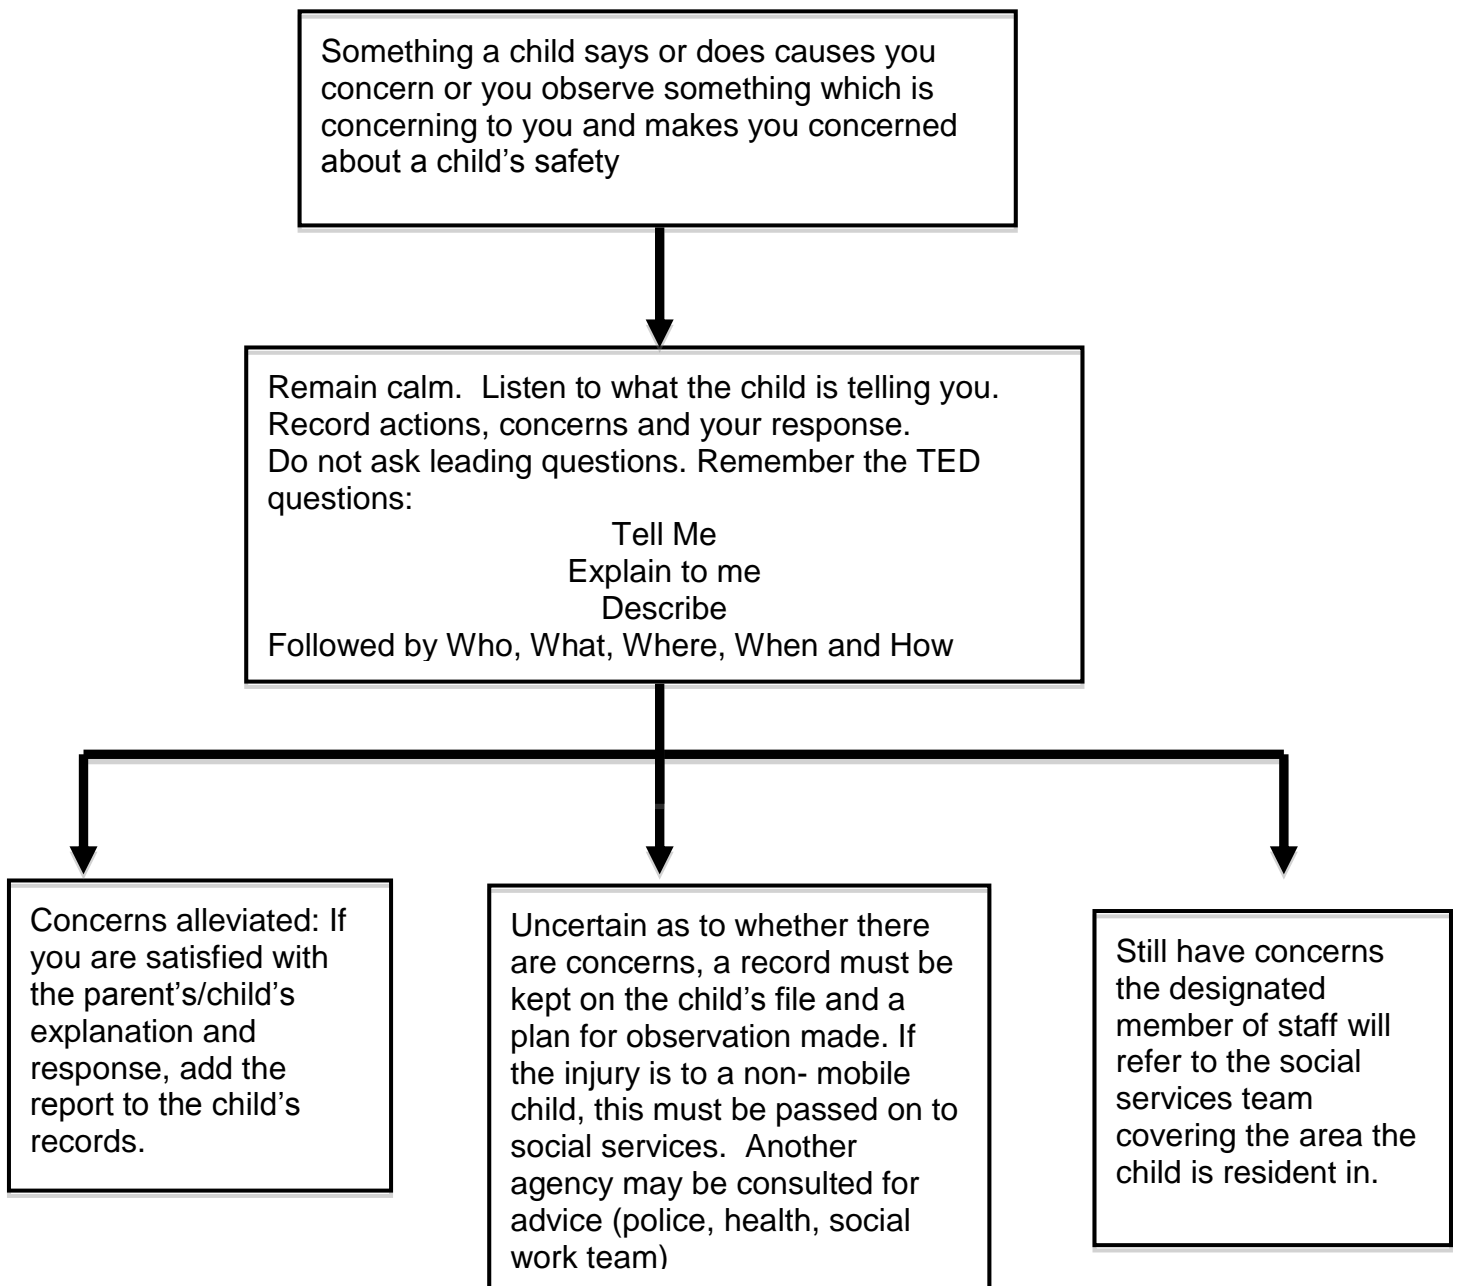 Something a child says or does causes you
concern or you observe something which is
concerning to you and makes you concerned
about a child’s safety
Remain calm.  Listen to what the child is telling you.
Record actions, concerns and your response.
Do not ask leading questions. Remember the TED
questions:
Tell Me
Explain to me
Describe
Followed by Who, What, Where, When and How
Concerns alleviated: If
you are satisfied with
the parent’s/child’s
explanation and
response, add the
report to the child’s
records.
Uncertain as to whether there
are concerns, a record must be
kept on the child’s file and a
plan for observation made. If
the injury is to a non- mobile
child, this must be passed on to
social services.  Another
agency may be consulted for
advice (police, health, social
work team)
Still have concerns
the designated
member of staff will
refer to the social
services team
covering the area the
child is resident in.